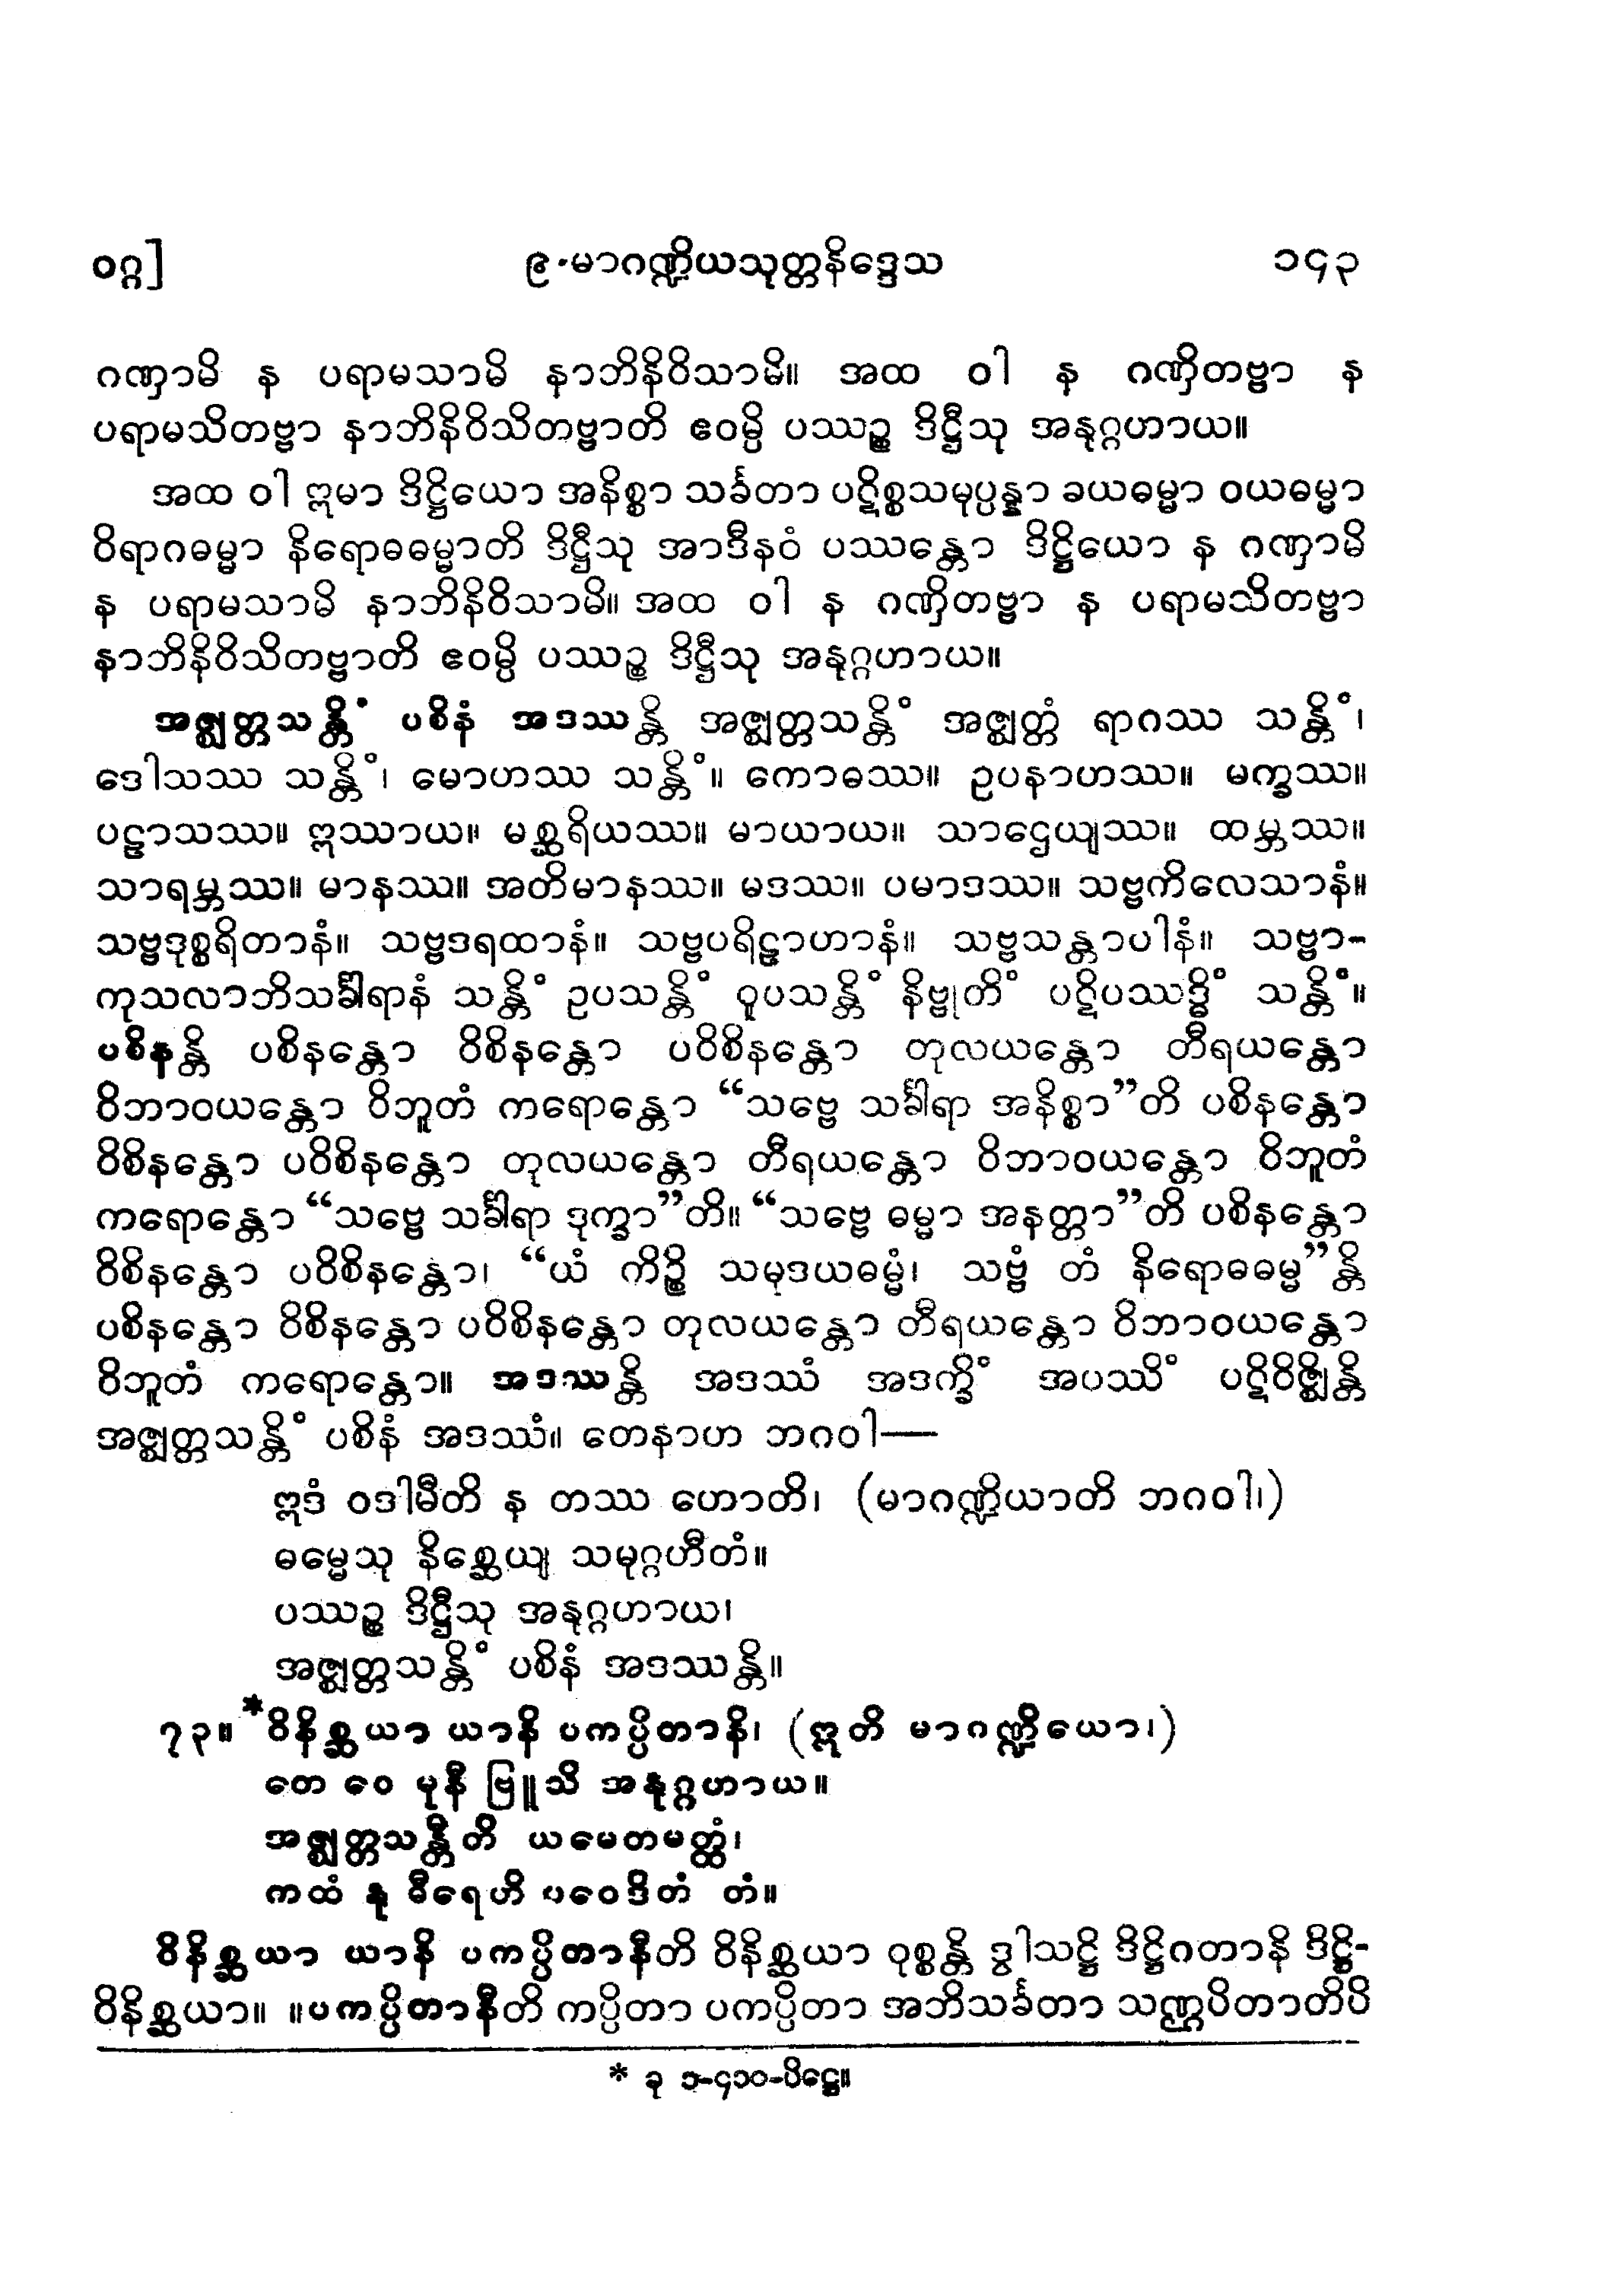 ဝဂ္ဂ] ၉-မာဂဏ္ဍိယသုတ္တနိဒ္ဒေသ ၁၄၃
ဂဏှာမိ န ပရာမသာမိ နာဘိနိဝိသာမိ။ အထ ဝါ န ဂဏှိတဗ္ဗာ န
ပရာမသိတဗ္ဗာ နာဘိနိဝိသိတဗ္ဗာတိ ဧဝမ္ပိ ပဿဉ္စ ဒိဋ္ဌီသု အနုဂ္ဂဟာယ။
အထ ဝါ ဣမာ ဒိဋ္ဌိယော အနိစ္စာ သင်္ခတာ ပဋိစ္စသမုပ္ပန္နာ ခယဓမ္မာ ဝယဓမ္မာ
ဝိရာဂဓမ္မာ နိရောဓဓမ္မာတိ ဒိဋ္ဌီသု အာဒီနဝံ ပဿန္တော ဒိဋ္ဌိယော န ဂဏှာမိ
န ပရာမသာမိ နာဘိနိဝိသာမိ။ အထ ဝါ န ဂဏှိတဗ္ဗာ န ပရာမသိတဗ္ဗာ
နာဘိနိဝိသိတဗ္ဗာတိ ဧဝမ္ပိ ပဿဉ္စ ဒိဋ္ဌီသု အနုဂ္ဂဟာယ။
အဇ္ဈတ္တသန္တိံ ပစိနံ အဒဿန္တိ အဇ္ဈတ္တသန္တိံ အဇ္ဈတ္တံ ရာဂဿ သန္တိံ၊
ဒေါသဿ သန္တိံ၊ မောဟဿ သန္တိံ။ ကောဓဿ။ ဥပနာဟဿ။ မက္ခဿ။
ပဠာသဿ။ ဣဿာယ။ မစ္ဆရိယဿ။ မာယာယ။ သာဌေယျဿ။ ထမ္ဘဿ။
သာရမ္ဘဿ။ မာနဿ။ အတိမာနဿ။ မဒဿ။ ပမာဒဿ။ သဗ္ဗကိလေသာနံ။
သဗ္ဗဒုစ္စရိတာနံ။ သဗ္ဗဒရထာနံ။ သဗ္ဗပရိဠာဟာနံ။ သဗ္ဗသန္တာပါနံ။ သဗ္ဗာ-
ကုသလာဘိသင်္ခါရာနံ သန္တိံ ဥပသန္တိံ ဝူပသန္တိံ နိဗ္ဗုတိံ ပဋိပဿဒ္ဓိံ သန္တိံ။
ပစိနန္တိ ပစိနန္တော ဝိစိနန္တော ပဝိစိနန္တော တုလယန္တော တီရယန္တော
ဝိဘာဝယန္တော ဝိဘူတံ ကရောန္တော “သဗ္ဗေ သင်္ခါရာ အနိစ္စာ”တိ ပစိနန္တော
ဝိစိနန္တော ပဝိစိနန္တော တုလယန္တော တီရယန္တော ဝိဘာဝယန္တော ဝိဘူတံ
ကရောန္တော “သဗ္ဗေ သင်္ခါရာ ဒုက္ခာ”တိ။ “သဗ္ဗေ ဓမ္မာ အနတ္တာ”တိ ပစိနန္တော
ဝိစိနန္တော ပဝိစိနန္တော၊ “ယံ ကိဉ္စိ သမုဒယဓမ္မံ၊ သဗ္ဗံ တံ နိရောဓဓမ္မ”န္တိ
ပစိနန္တော ဝိစိနန္တော ပဝိစိနန္တော တုလယန္တော တီရယန္တော ဝိဘာဝယန္တော
ဝိဘူတံ ကရောန္တော။ အဒဿန္တိ အဒဿံ အဒက္ခိံ အပဿိံ ပဋိဝိဇ္ဈိန္တိ
အဇ္ဈတ္တသန္တိံ ပစိနံ အဒဿံ။ တေနာဟ ဘဂဝါ—
ဣဒံ ဝဒါမီတိ န တဿ ဟောတိ၊ (မာဂဏ္ဍိယာတိ ဘဂဝါ၊)
ဓမ္မေသု နိစ္ဆေယျ သမုဂ္ဂဟီတံ။
ပဿဉ္စ ဒိဋ္ဌီသု အနုဂ္ဂဟာယ၊
အဇ္ဈတ္တသန္တိံ ပစိနံ အဒဿန္တိ။
၇၃။ *ဝိနိစ္ဆယာ ယာနိ ပကပ္ပိတာနိ၊ (ဣတိ မာဂဏ္ဍိယော၊)
တေ ဝေ မုနီ ဗြူသိ အနုဂ္ဂဟာယ။
အဇ္ဈတ္တသန္တီတိ ယမေတမတ္ထံ၊
ကထံ နု ဓီရေဟိ ပဝေဒိတံ တံ။
ဝိနိစ္ဆယာ ယာနိ ပကပ္ပိတာနီတိ ဝိနိစ္ဆယာ ဝုစ္စန္တိ ဒွါသဋ္ဌိ ဒိဋ္ဌိဂတာနိ ဒိဋ္ဌိ-
ဝိနိစ္ဆယာ။ ။ပကပ္ပိတာနီတိ ကပ္ပိတာ ပကပ္ပိတာ အဘိသင်္ခတာ သဏ္ဌပိတာတိပိ
* ခု ၁-၄၁၀-ပိဋ္ဌေ။